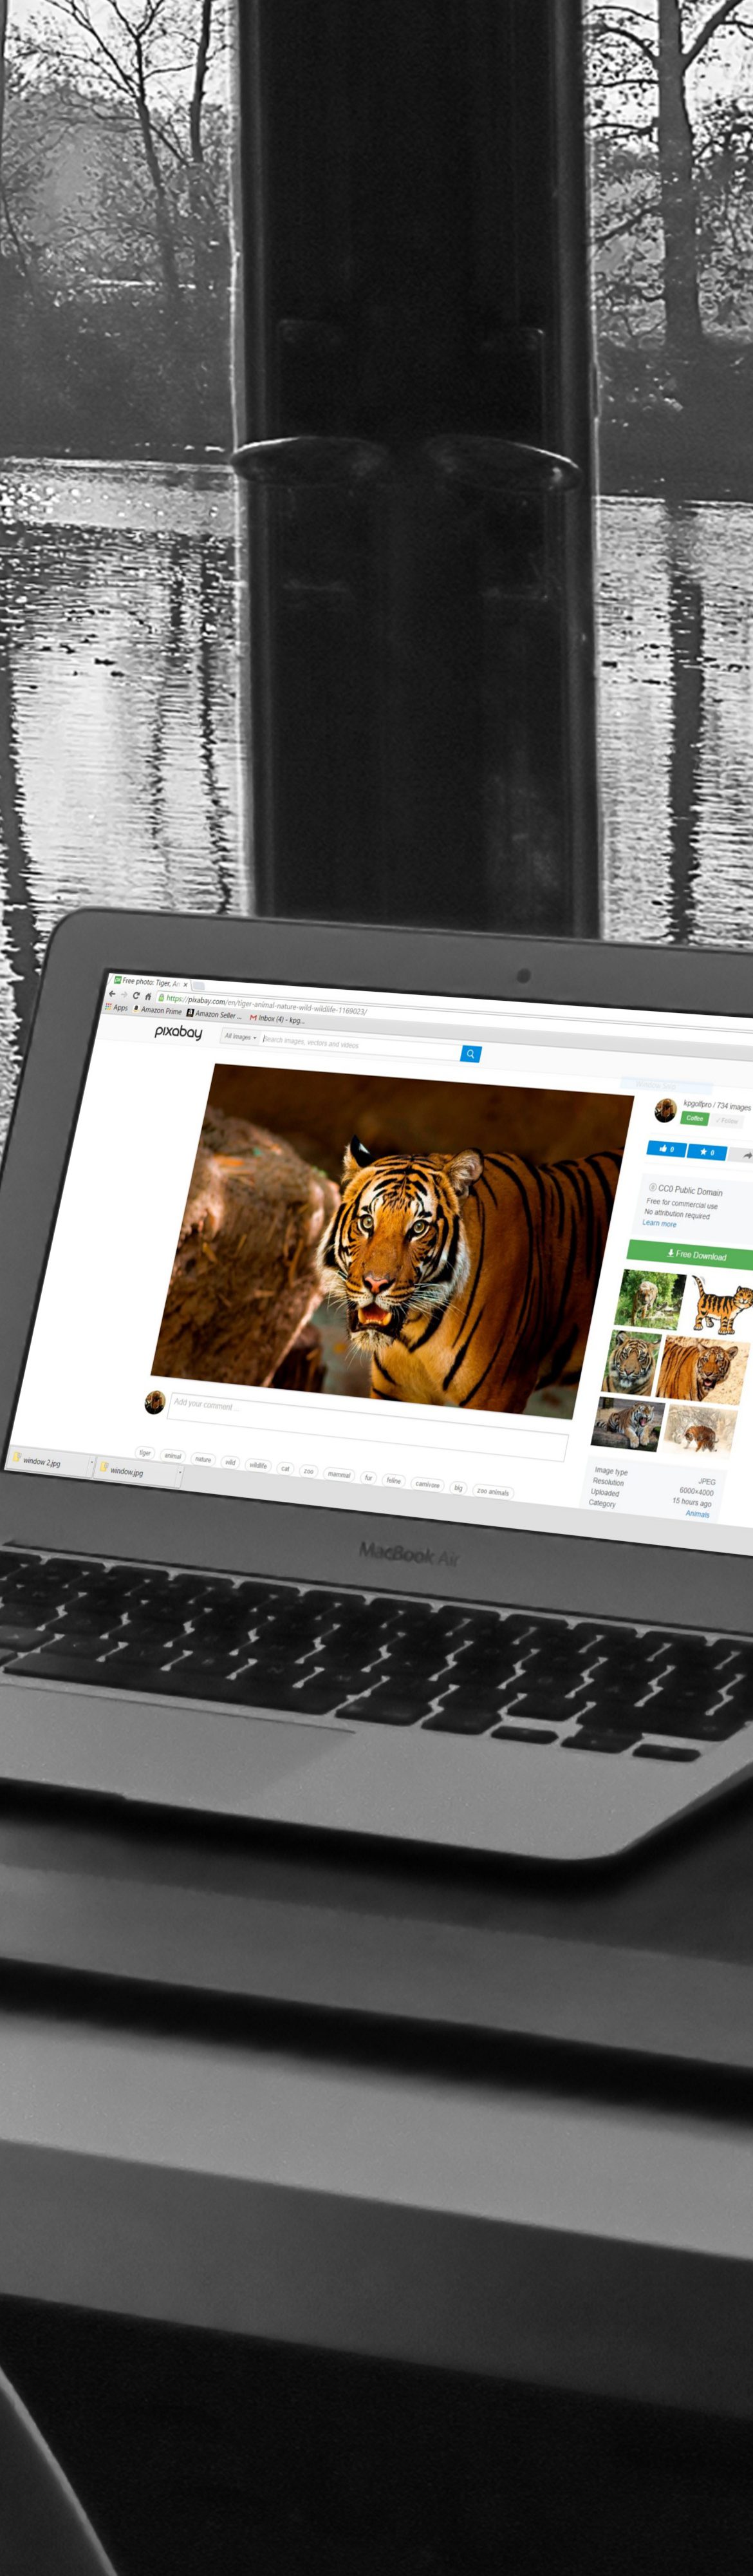 Free photo: Tiger, An
https://pixabay.com/en/tiger-animal-nature-wild-wildlife-1169023/
Apps Amazon Prime Amazon Seller ... Inbox (4) - kpg...
pixabay All images Search images, vectors and videos
kpgolfpro / 734 images
Coffee ✓ Follow
0 0
CC0 Public Domain
Free for commercial use
No attribution required
Learn more
Free Download
Add your comment ...
tiger animal nature wild wildlife cat zoo mammal fur feline carnivore big zoo animals
Image type JPEG
Resolution 6000×4000
Uploaded 15 hours ago
Category Animals
window 2.jpg window.jpg
MacBook Air